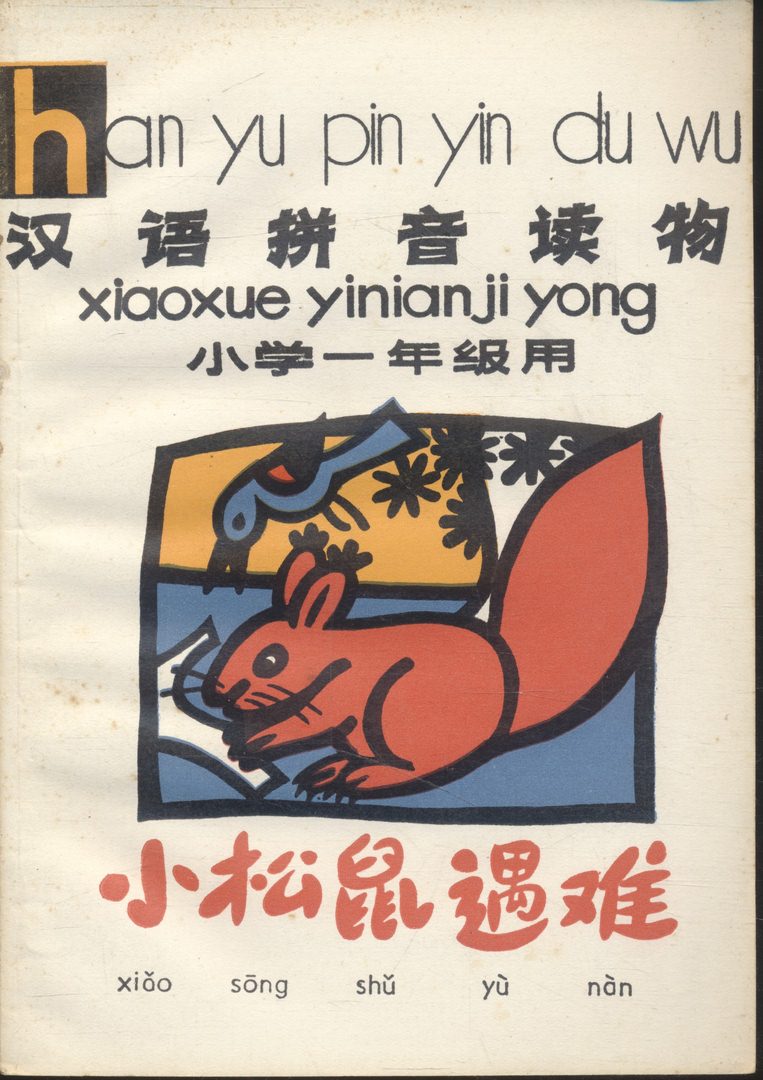 han yu pin yin du wu
汉语拼音读物
xiaoxue yinianji yong
小学一年级用
小松鼠遇难
xiǎo sōng shǔ yù nàn